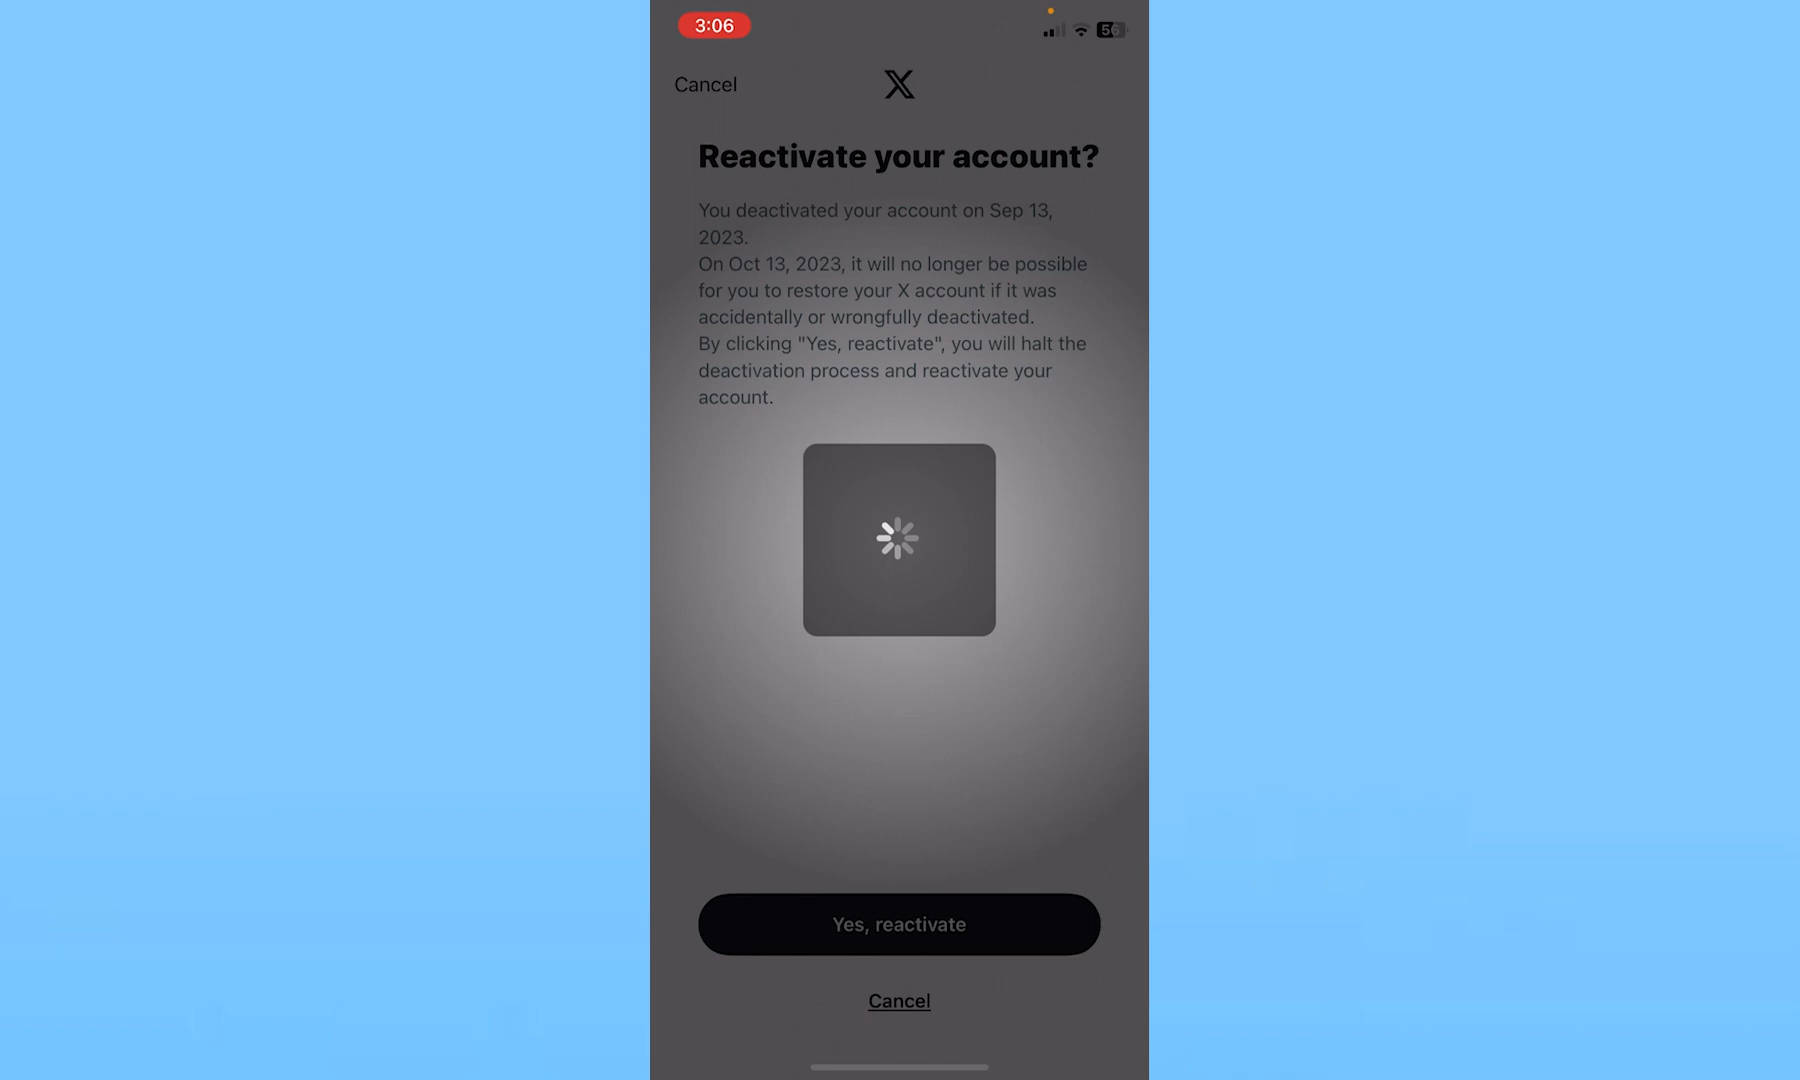 3:06
56
Cancel
X
Reactivate your account?
You deactivated your account on Sep 13,
2023.
On Oct 13, 2023, it will no longer be possible
for you to restore your X account if it was
accidentally or wrongfully deactivated.
By clicking "Yes, reactivate", you will halt the
deactivation process and reactivate your
account.
Yes, reactivate
Cancel